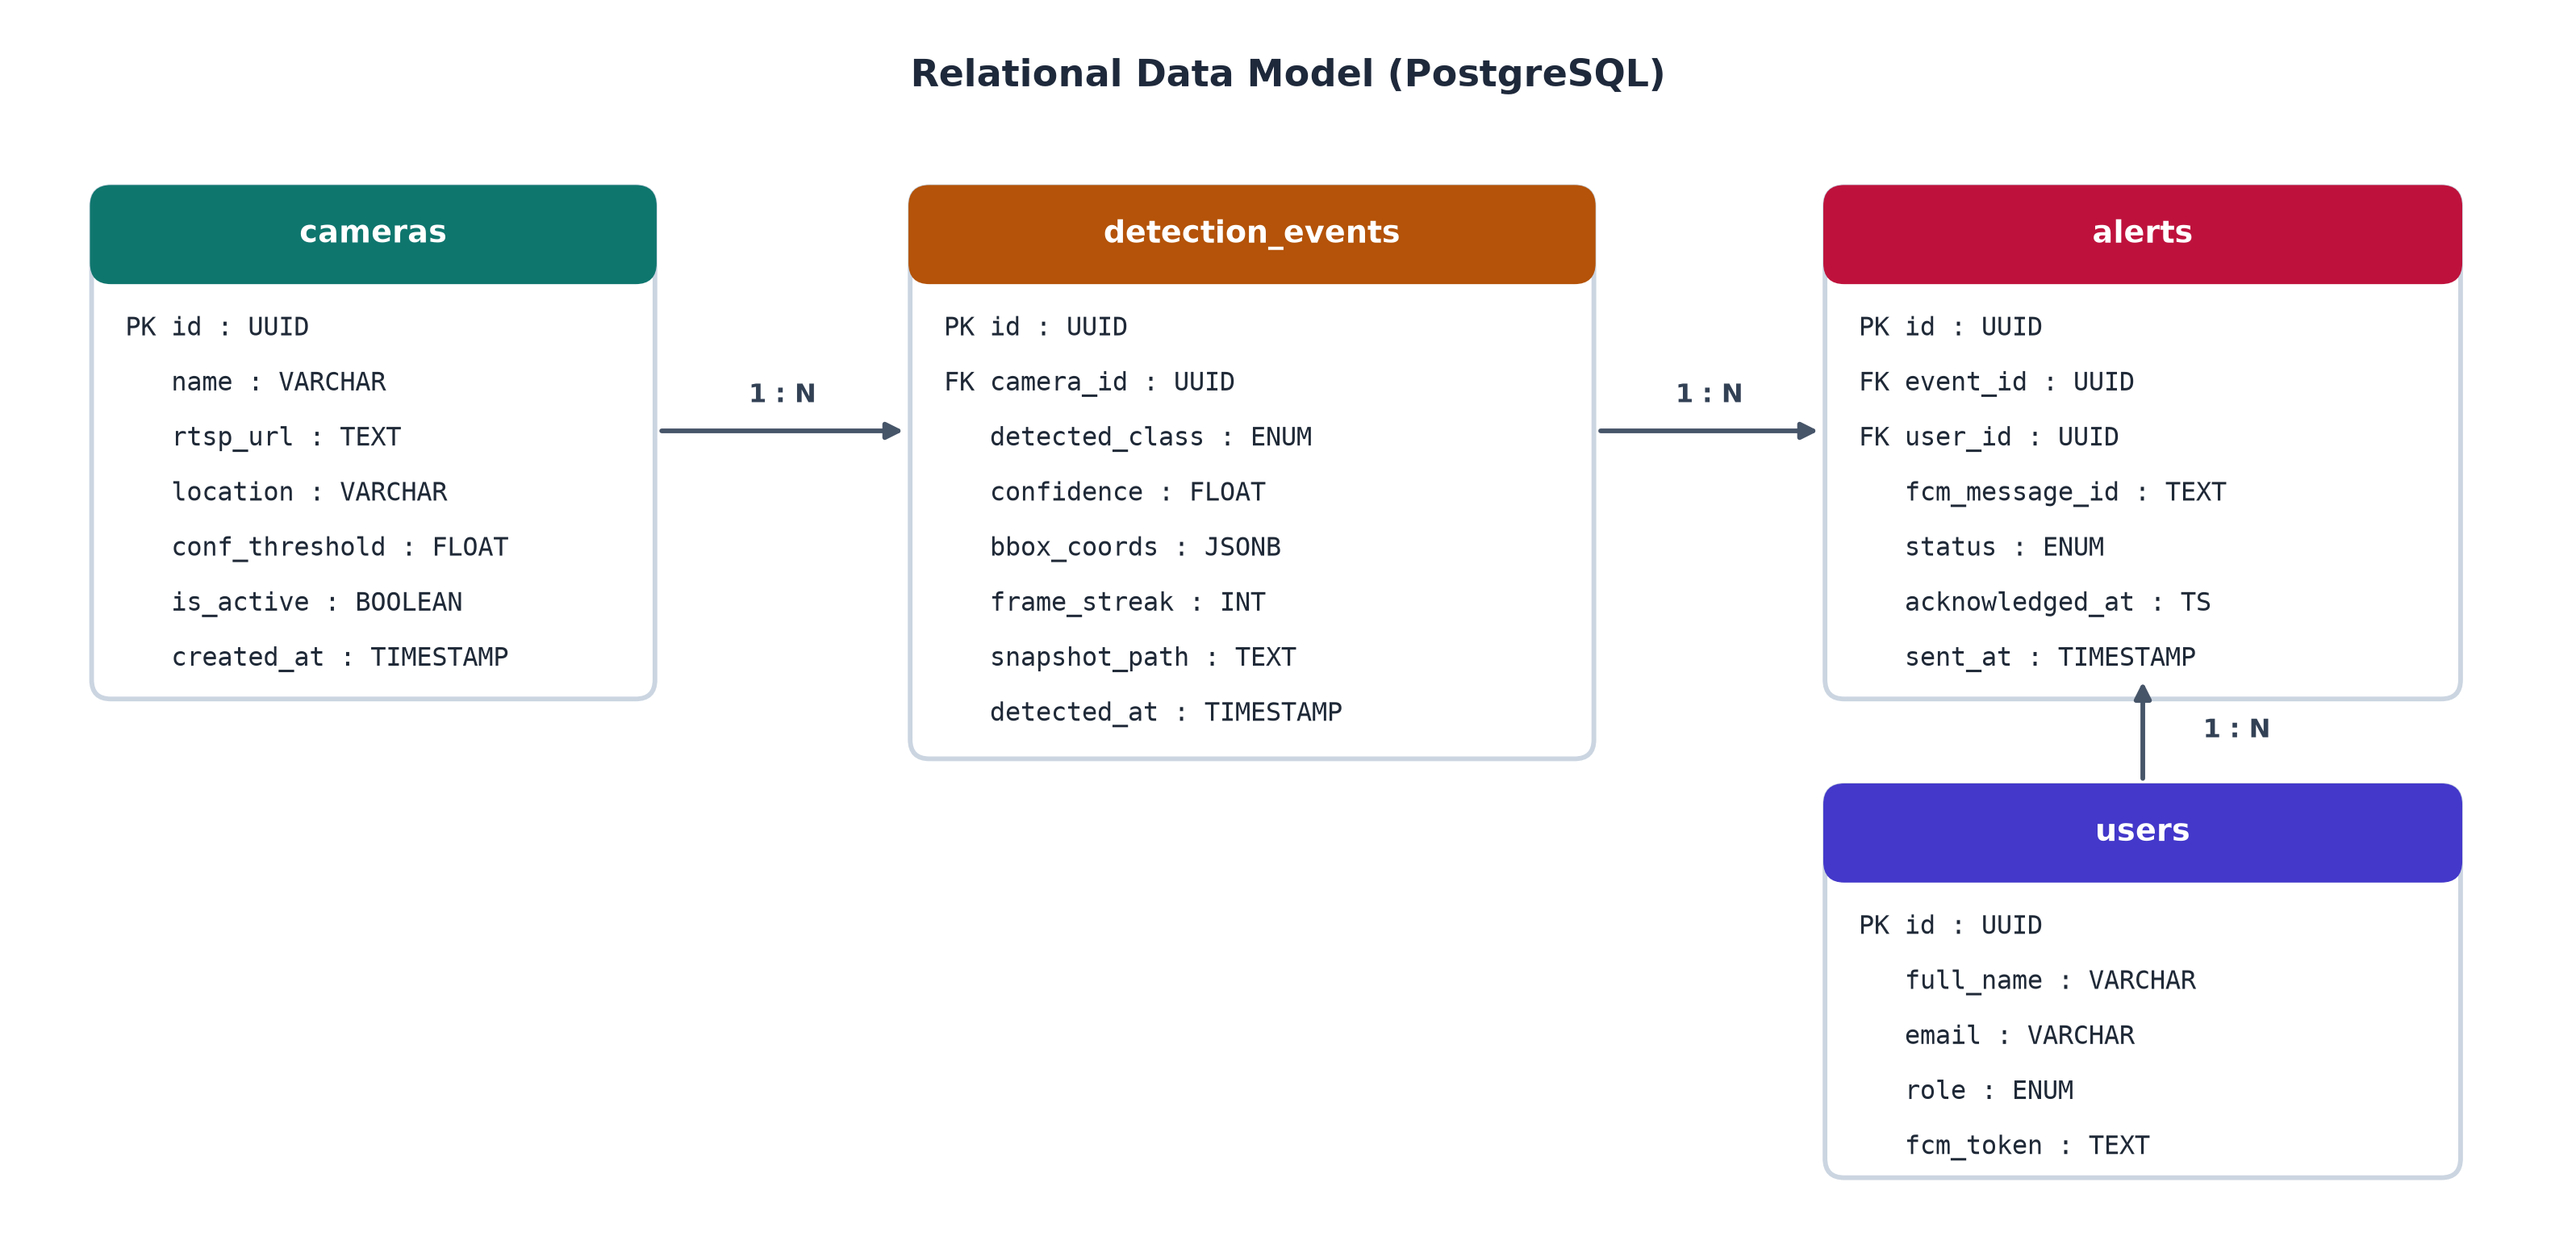 Relational Data Model (PostgreSQL)
cameras
PK id : UUID
name : VARCHAR
rtsp_url : TEXT
location : VARCHAR
conf_threshold : FLOAT
is_active : BOOLEAN
created_at : TIMESTAMP
1 : N
detection_events
PK id : UUID
FK camera_id : UUID
detected_class : ENUM
confidence : FLOAT
bbox_coords : JSONB
frame_streak : INT
snapshot_path : TEXT
detected_at : TIMESTAMP
1 : N
alerts
PK id : UUID
FK event_id : UUID
FK user_id : UUID
fcm_message_id : TEXT
status : ENUM
acknowledged_at : TS
sent_at : TIMESTAMP
1 : N
users
PK id : UUID
full_name : VARCHAR
email : VARCHAR
role : ENUM
fcm_token : TEXT